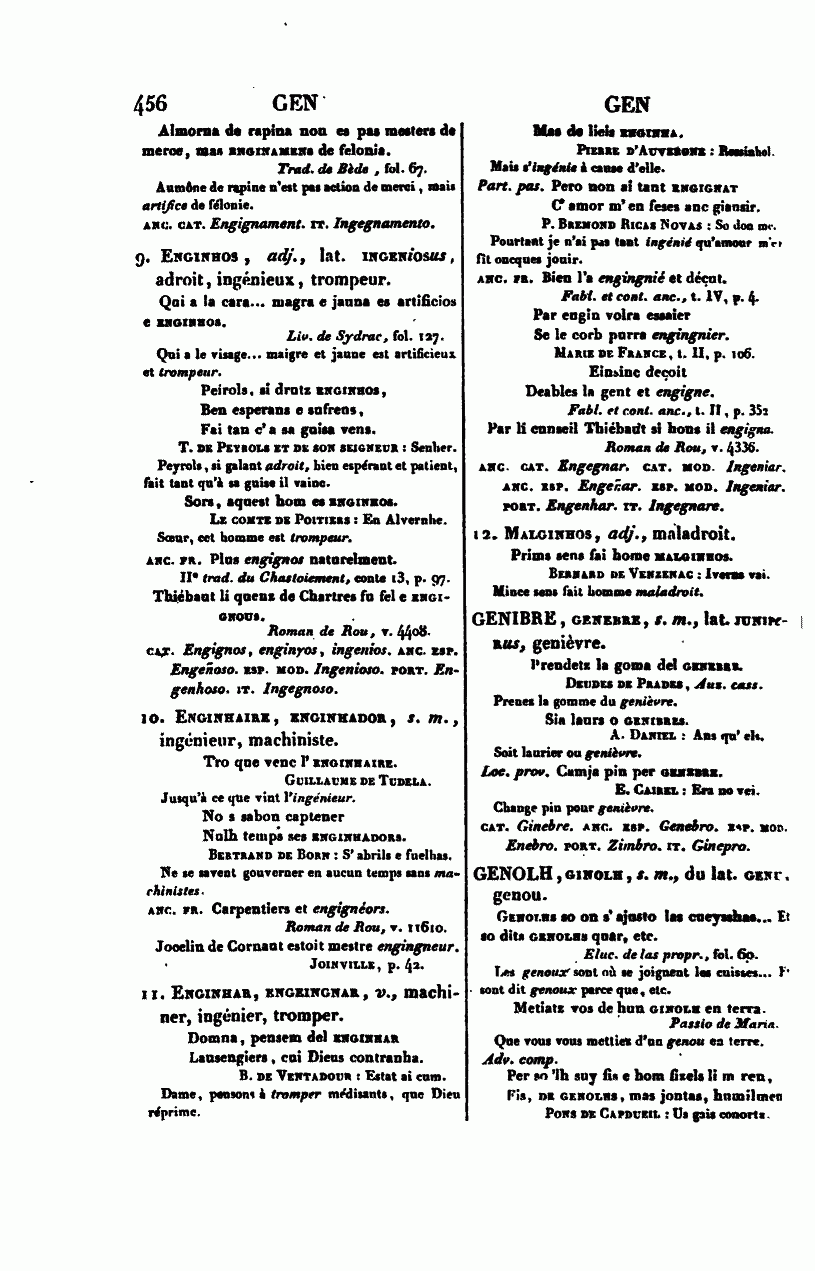 456 GEN
Almorna de rapina non es pas mesters de
merce, mas ENGINAMENS de felonia.
Trad. de Bède, fol. 67.
Aumône de rapine n'est pas action de merci, mais
artifice de félonie.
ANC. CAT. Engignament. IT. Ingegnamento.
9. ENGINHOS, adj., lat. INGENIOSUS,
adroit, ingénieux, trompeur.
Qui a la cara... magra e jauna es artificios
e ENGINHOS.
Liv. de Sydrac, fol. 127.
Qui a le visage... maigre et jaune est artificieux
et trompeur.
Peirols, si drutz ENGINHOS,
Ben esperans e sufrens,
Fai tan c'a sa guisa vens.
T. DE PEYROLS ET DE SON SEIGNEUR : Senher.
Peyrols, si galant adroit, bien espérant et patient,
fait tant qu'à sa guise il vainc.
Sors, aquest hom es ENGINHOS.
LE COMTE DE POITIERS : En Alvernhe.
Sœur, cet homme est trompeur.
ANC. FR. Plus engignos naturelment.
IIe trad. du Chastoiement, conte 13, p. 97.
Thiébaut li quenz de Chartres fu fel e ENGI-
GNOUS.
Roman de Rou, v. 4408.
CAT. Engignos, enginyos, ingenios. ANC. ESP.
Engeñoso. ESP. MOD. Ingenioso. PORT. En-
genhoso. IT. Ingegnoso.
10. ENGINHAIRE, ENGINHADOR, s. m.,
ingénieur, machiniste.
Tro que venc l'ENGINHAIRE.
GUILLAUME DE TUDELA.
Jusqu'à ce que vint l'ingénieur.
No s sabon captener
Nulh temps ses ENGINHADORS.
BERTRAND DE BORN : S'abrils e fuelhas.
Ne se savent gouverner en aucun temps sans ma-
chinistes.
ANC. FR. Carpentiers et engignéors.
Roman de Rou, v. 11610.
Jocelin de Cornaut estoit mestre engingneur.
JOINVILLE, p. 42.
11. ENGINHAR, ENGEINGNAR, v., machi-
ner, ingénier, tromper.
Domna, pensem del ENGINHAR
Lausengiers, cui Dieus contranha.
B. DE VENTADOUR : Estat ai cum.
Dame, pensons à tromper médisants, que Dieu
réprime.
GEN
Mas de lieis ENGINHA.
PIERRE D'AUVERGNE : Rossinhol.
Mais s'ingénie à cause d'elle.
Part. pas. Pero non ai tant ENGIGNAT
C'amor m'en feses anc giausir.
P. BREMOND RICAS NOVAS : So don me.
Pourtant je n'ai pas tant ingénié qu'amour m'en
fit oncques jouir.
ANC. FR. Bien l'a engingnié et déçut.
Fabl. et cont. anc., t. IV, p. 4.
Par engin volra essaier
Se le corb purra engingnier.
MARIE DE FRANCE, t. II, p. 106.
Einsinc deçoit
Deables la gent et engigne.
Fabl. et cont. anc., t. II, p. 352
Par li conseil Thiébaut si hons il engigna.
Roman de Rou, v. 4336.
ANC. CAT. Engegnar. CAT. MOD. Ingeniar.
ANC. ESP. Engeñar. ESP. MOD. Ingeniar.
PORT. Engenhar. IT. Ingegnare.
12. MALGINHOS, adj., maladroit.
Prims sens fai home MALGINHOS.
BERNARD DE VENZENAC : Iverns vai.
Mince sens fait homme maladroit.
GENIBRE, GENEBRE, s. m., lat. JUNIPE-
RUS, genièvre.
Prendetz la goma del GENEBRE.
DEUDES DE PRADES, Aus. cass.
Prenes la gomme du genièvre.
Sia laurs o GENIBRES.
A. DANIEL : Ans qu'els.
Soit laurier ou genièvre.
Loc. prov. Camja pin per GENEBRE.
E. CAIREL : Era no vei.
Change pin pour genièvre.
CAT. Ginebre. ANC. ESP. Genebro. ESP. MOD.
Enebro. PORT. Zimbro. IT. Ginepro.
GENOLH, GINOLH, s. m., du lat. GENU,
genou.
GENOLHS so on s'ajusto las cueyshas... Et
so dits GENOLHS quar, etc.
Eluc. de las propr., fol. 60.
Les genoux sont où se joignent les cuisses... Et
sont dit genoux parce que, etc.
Metiatz vos de hun GINOLH en terra.
Passio de Maria.
Que vous vous mettiez d'un genou en terre.
Adv. comp.
Per so 'lh suy fis e hom fizels li m ren,
Fis, DE GENOLHS, mas jontas, humilmen
PONS DE CAPDUEIL : Us gais conortz.